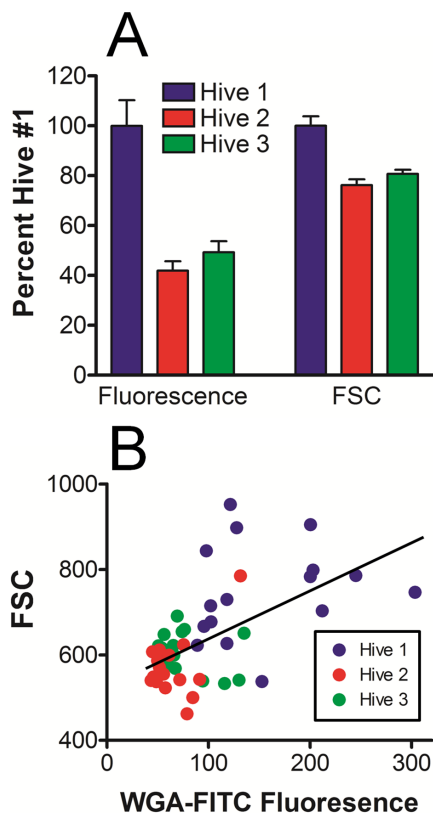 A
Percent Hive #1
120
100
80
60
40
20
0
Hive 1
Hive 2
Hive 3
Fluorescence
FSC
B
FSC
1000
800
600
400
0
100
200
300
Hive 1
Hive 2
Hive 3
WGA-FITC Fluoresence